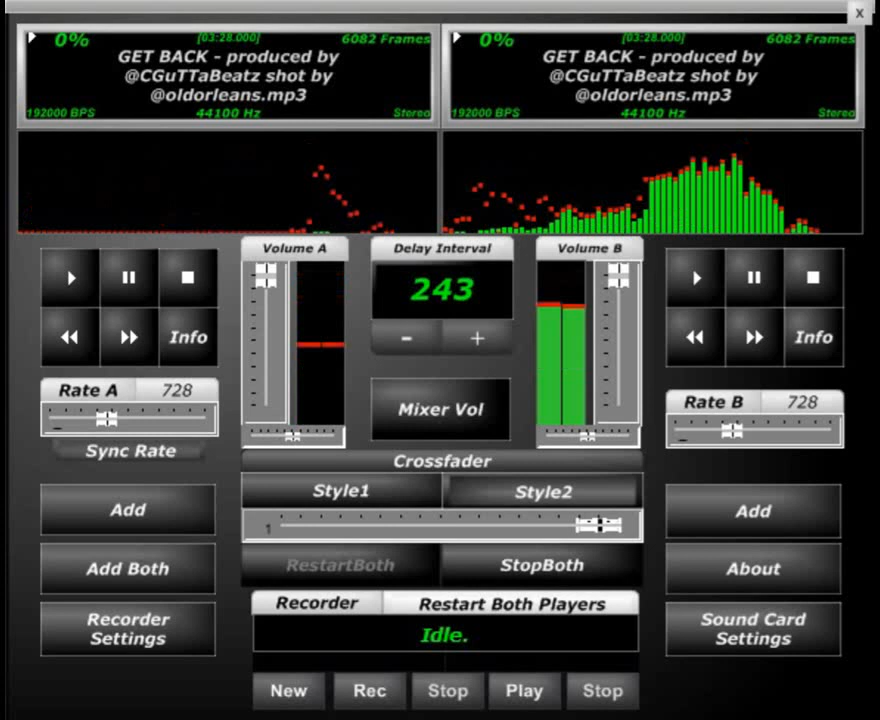 x
0% [03:28.000] 6082 Frames
GET BACK - produced by
@CGuTTaBeatz shot by
@oldorleans.mp3
192000 BPS 44100 Hz Stereo
0% [03:28.000] 6082 Frames
GET BACK - produced by
@CGuTTaBeatz shot by
@oldorleans.mp3
192000 BPS 44100 Hz Stereo
Volume A
Delay Interval
Volume B
243
- +
Info
Info
Rate A 728
Mixer Vol
Rate B 728
Sync Rate
Crossfader
Style1 Style2
1
Add
Add
Add Both
RestartBoth StopBoth
About
Recorder
Settings
Recorder Restart Both Players
Idle.
Sound Card
Settings
New Rec Stop Play Stop